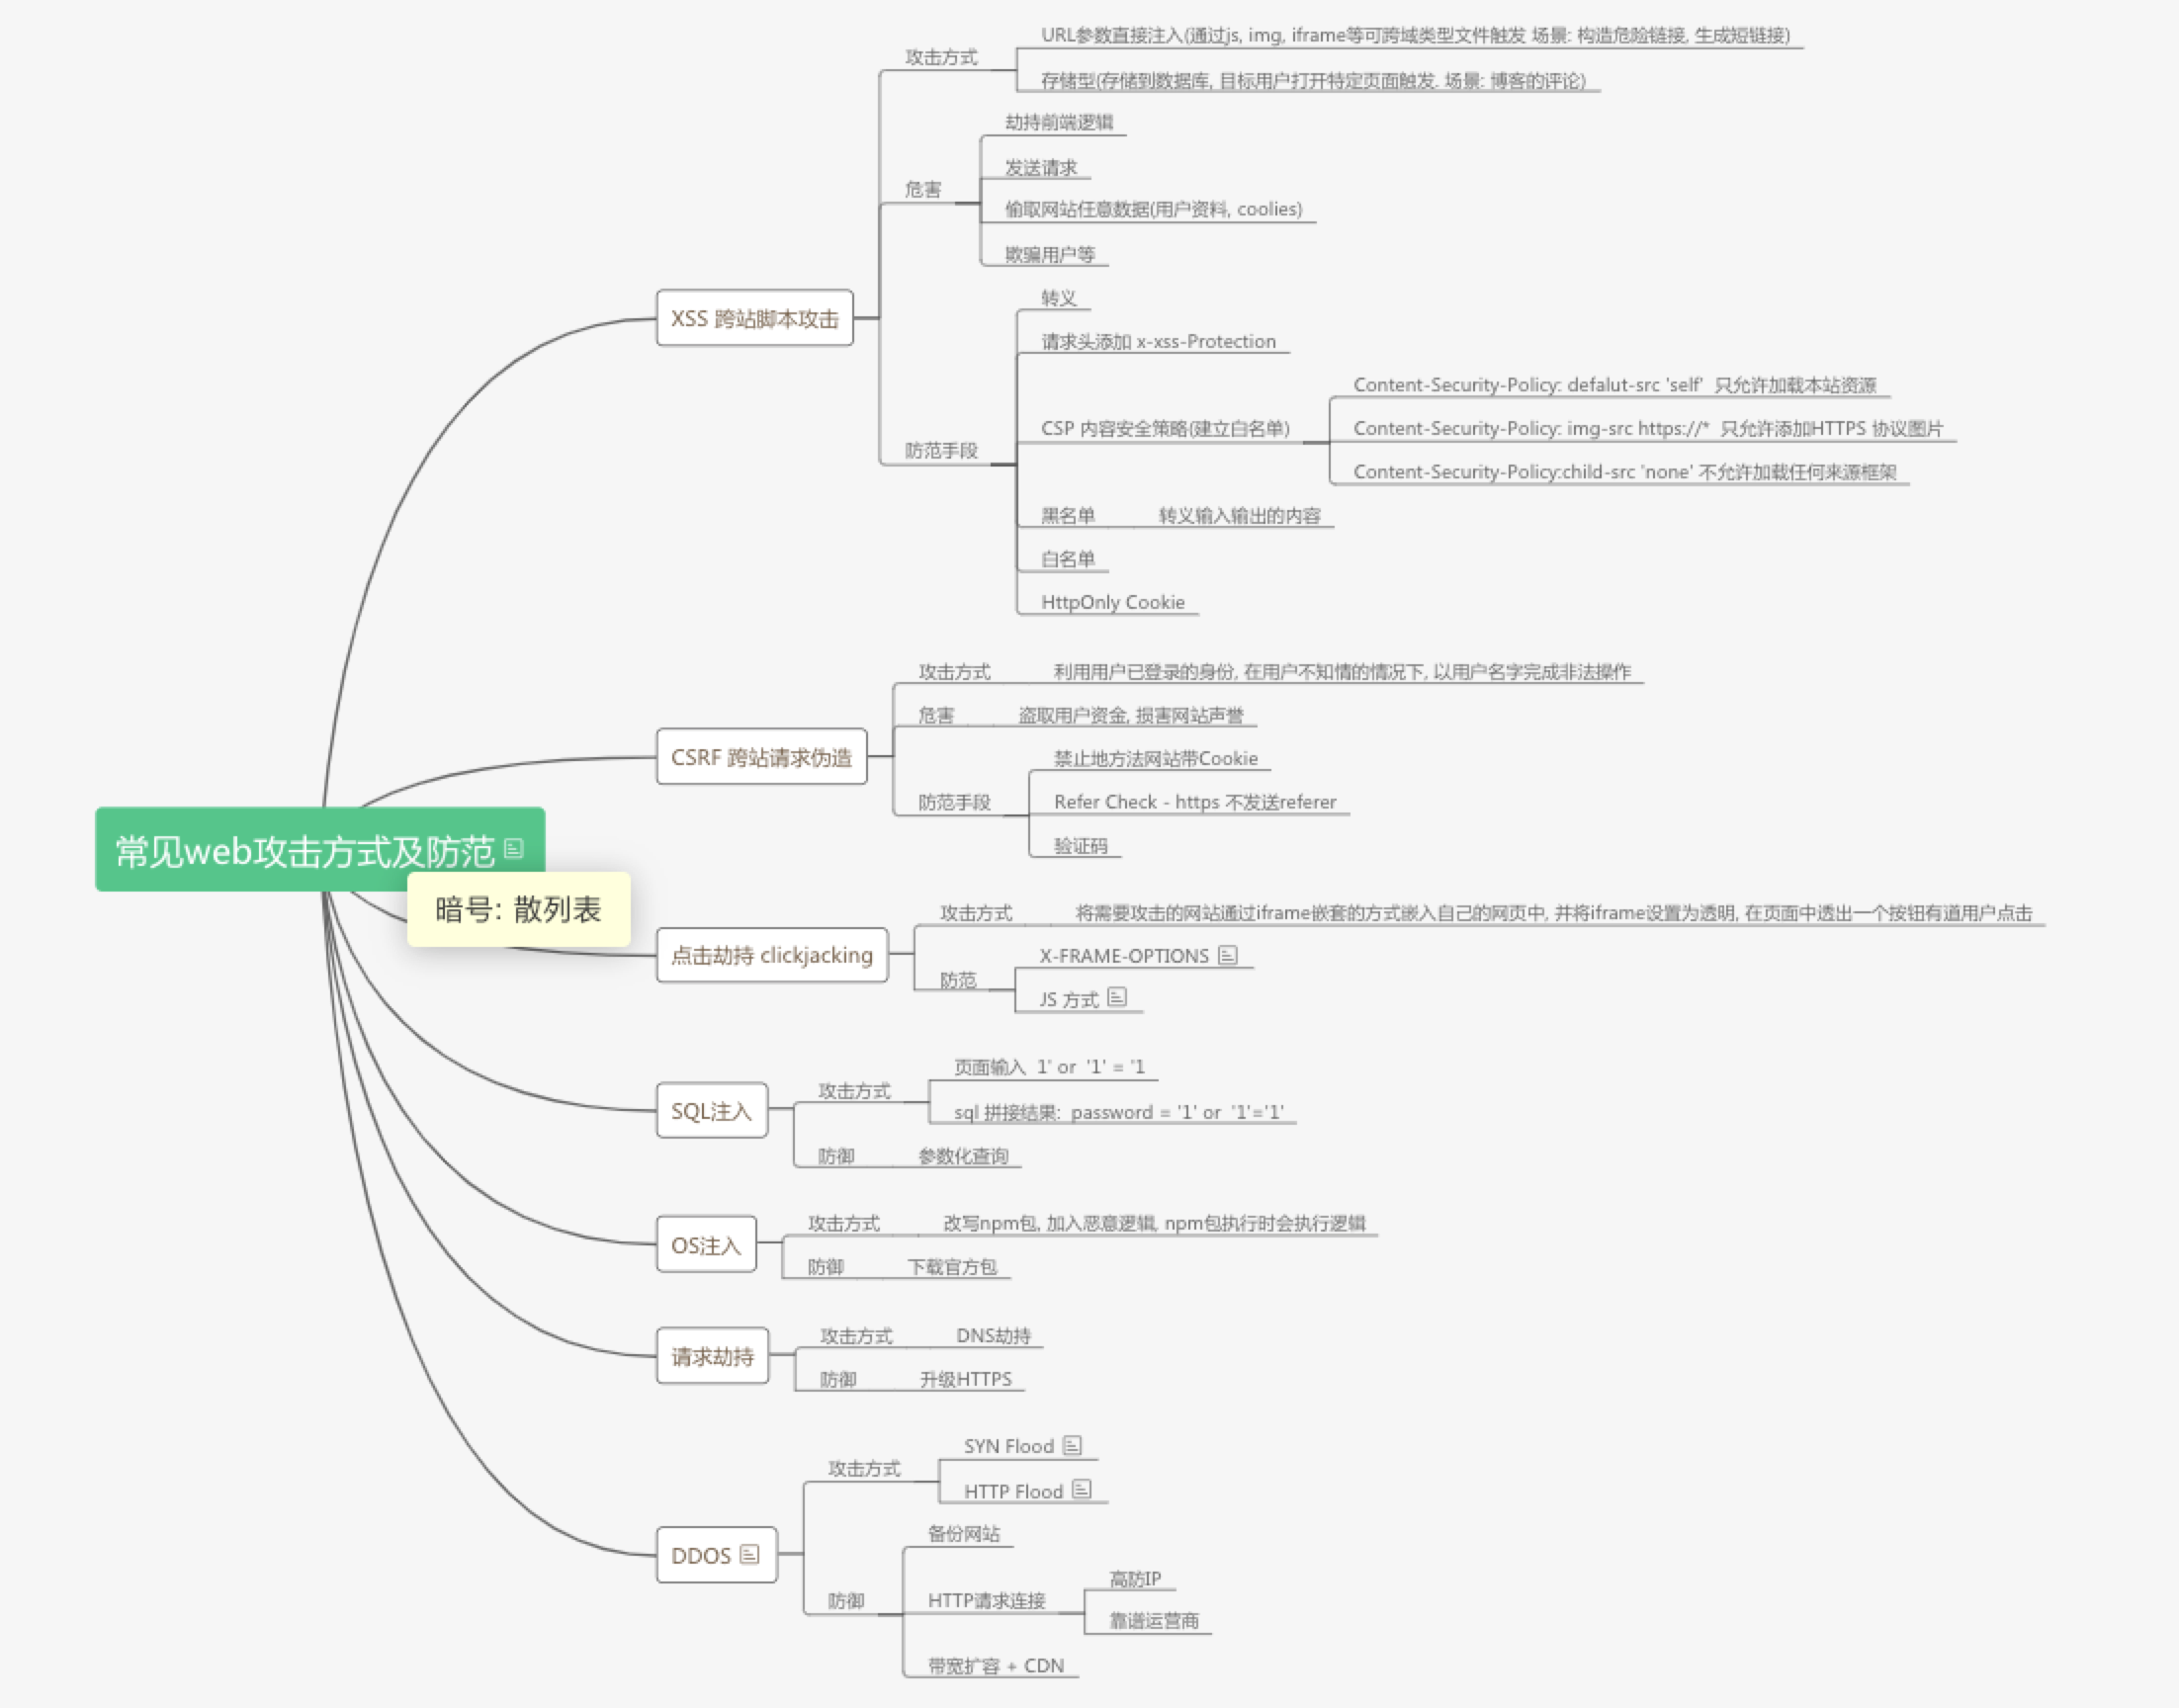 URL参数直接注入(通过js, img, iframe等可跨域类型文件触发 场景: 构造危险链接, 生成短链接)
攻击方式
存储型(存储到数据库, 目标用户打开特定页面触发. 场景: 博客的评论)
劫持前端逻辑
发送请求
危害
偷取网站任意数据(用户资料, coolies)
欺骗用户等
转义
XSS 跨站脚本攻击
请求头添加 x-xss-Protection
Content-Security-Policy: defalut-src 'self' 只允许加载本站资源
CSP 内容安全策略(建立白名单)
Content-Security-Policy: img-src https://* 只允许添加HTTPS 协议图片
防范手段
Content-Security-Policy:child-src 'none' 不允许加载任何来源框架
黑名单 转义输入输出的内容
白名单
HttpOnly Cookie
攻击方式 利用用户已登录的身份, 在用户不知情的情况下, 以用户名字完成非法操作
危害 盗取用户资金, 损害网站声誉
CSRF 跨站请求伪造
禁止地方法网站带Cookie
防范手段
Refer Check - https 不发送referer
验证码
常见web攻击方式及防范
暗号: 散列表
攻击方式 将需要攻击的网站通过iframe嵌套的方式嵌入自己的网页中, 并将iframe设置为透明, 在页面中透出一个按钮有道用户点击
点击劫持 clickjacking
X-FRAME-OPTIONS
防范
JS 方式
页面输入 1' or '1' = '1
攻击方式
SQL注入
sql 拼接结果: password = '1' or '1'='1'
防御 参数化查询
攻击方式 改写npm包, 加入恶意逻辑, npm包执行时会执行逻辑
OS注入
防御 下载官方包
攻击方式 DNS劫持
请求劫持
防御 升级HTTPS
SYN Flood
攻击方式
HTTP Flood
备份网站
DDOS
高防IP
防御
HTTP请求连接
靠谱运营商
带宽扩容 + CDN